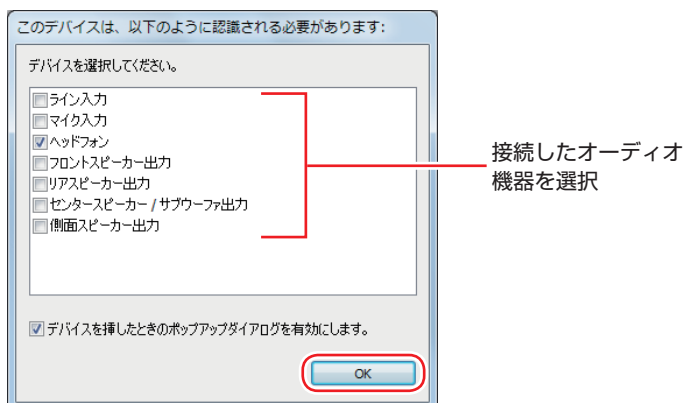 このデバイスは、以下のように認識される必要があります:
デバイスを選択してください。
ライン入力
マイク入力
ヘッドフォン
フロントスピーカー出力
リアスピーカー出力
センタースピーカー / サブウーファ出力
側面スピーカー出力
接続したオーディオ
機器を選択
デバイスを挿したときのポップアップダイアログを有効にします。
OK